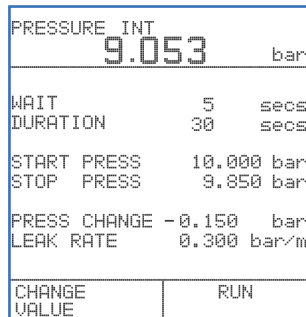 PRESSURE INT
9.053 bar
WAIT 5 secs
DURATION 30 secs
START PRESS 10.000 bar
STOP PRESS 9.850 bar
PRESS CHANGE -0.150 bar
LEAK RATE 0.300 bar/m
CHANGE VALUE
RUN